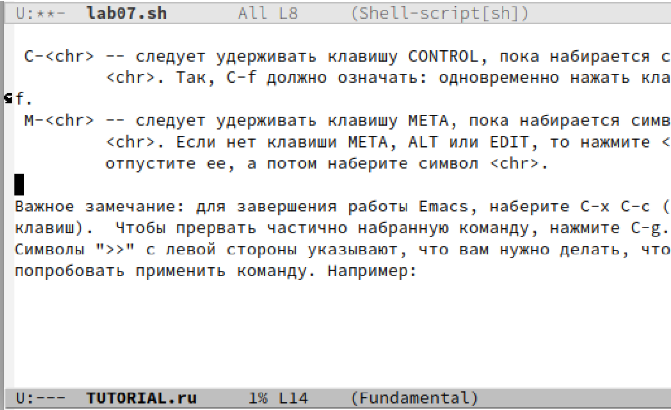 U:**-  lab07.sh       All L8     (Shell-script[sh])
C-<chr> -- следует удерживать клавишу CONTROL, пока набирается с
<chr>. Так, C-f должно означать: одновременно нажать кла
f.
M-<chr> -- следует удерживать клавишу META, пока набирается симв
<chr>. Если нет клавиши META, ALT или EDIT, то нажмите <
отпустите ее, а потом наберите символ <chr>.
Важное замечание: для завершения работы Emacs, наберите C-x C-c (
клавиш).  Чтобы прервать частично набранную команду, нажмите C-g.
Символы ">>" с левой стороны указывают, что вам нужно делать, что
попробовать применить команду. Например:
U:---  TUTORIAL.ru     1% L14    (Fundamental)